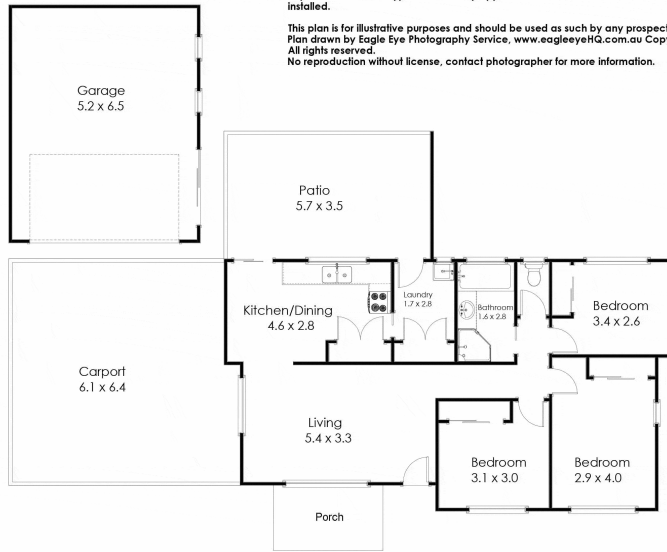 installed.
This plan is for illustrative purposes and should be used as such by any prospect
Plan drawn by Eagle Eye Photography Service, www.eagleeyeHQ.com.au Cop
All rights reserved.
No reproduction without license, contact photographer for more information.
Garage
5.2 x 6.5
Patio
5.7 x 3.5
Kitchen/Dining
4.6 x 2.8
Laundry
1.7 x 2.8
Bathroom
1.6 x 2.8
Bedroom
3.4 x 2.6
Carport
6.1 x 6.4
Living
5.4 x 3.3
Bedroom
3.1 x 3.0
Bedroom
2.9 x 4.0
Porch